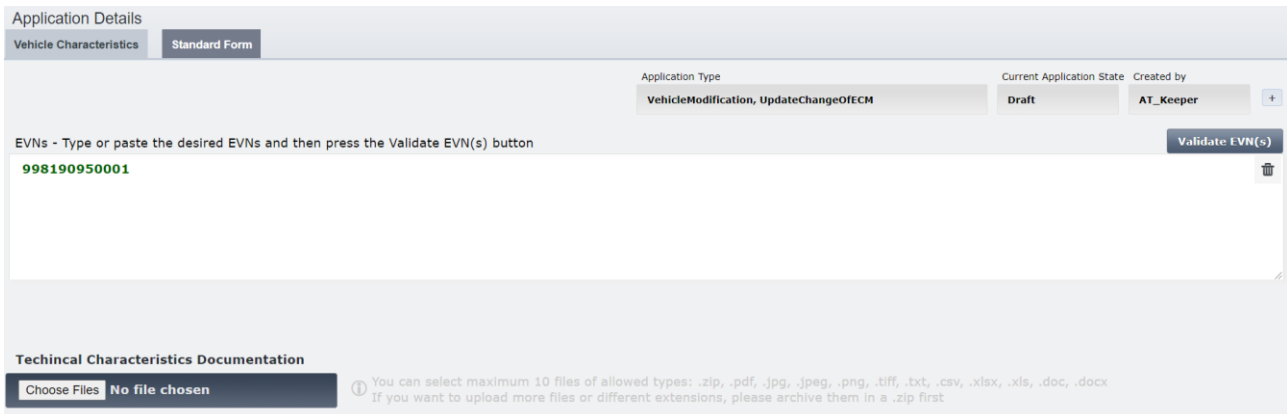 Application Details
Vehicle Characteristics Standard Form
Application Type Current Application State Created by
VehicleModification, UpdateChangeOfECM Draft AT_Keeper +
EVNs - Type or paste the desired EVNs and then press the Validate EVN(s) button Validate EVN(s)
998190950001
Techincal Characteristics Documentation
Choose Files No file chosen
You can select maximum 10 files of allowed types: .zip, .pdf, .jpg, .jpeg, .png, .tiff, .txt, .csv, .xlsx, .xls, .doc, .docx
If you want to upload more files or different extensions, please archive them in a .zip first